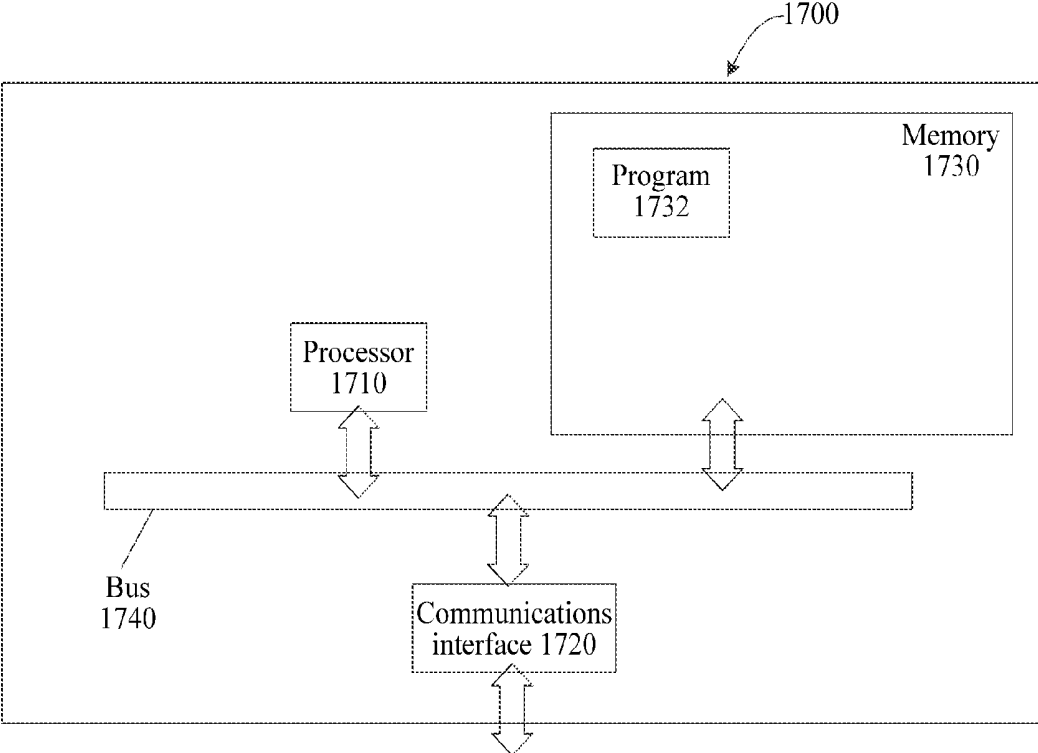 1700
Memory
1730
Program
1732
Processor
1710
Bus
1740
Communications
interface 1720